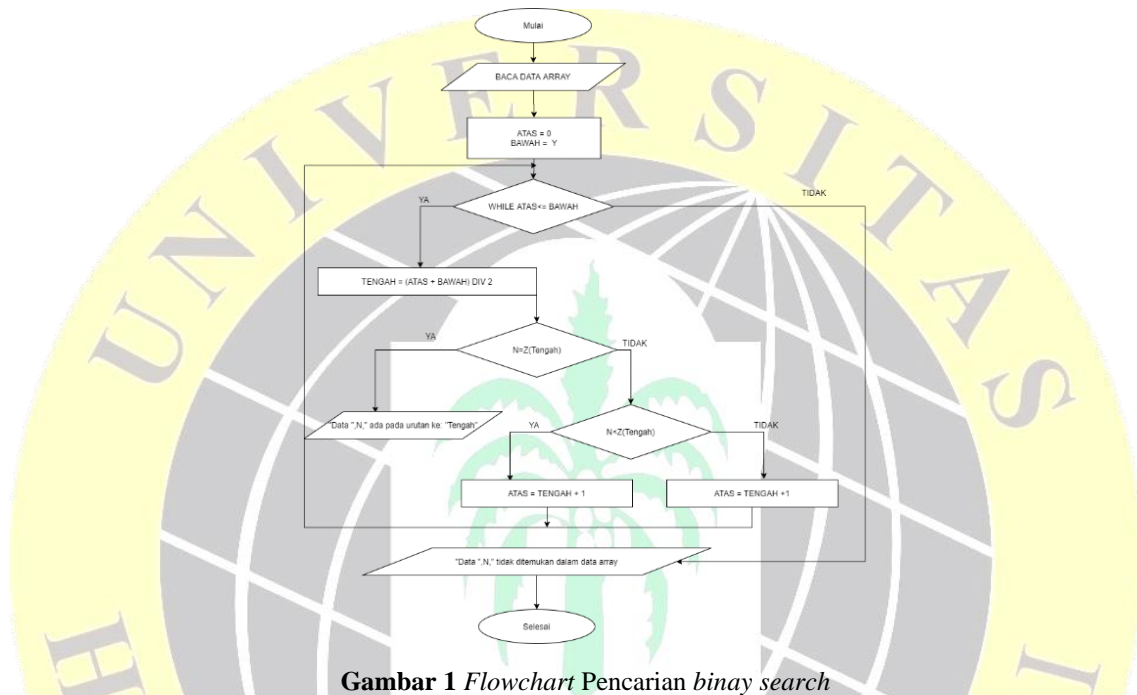 UNIVERSITAS
Mulai
BACA DATA ARRAY
ATAS = 0
BAWAH = Y
WHILE ATAS<= BAWAH
YA
TIDAK
TENGAH = (ATAS + BAWAH) DIV 2
N=Z(Tengah)
YA
TIDAK
"Data ",N," ada pada urutan ke: "Tengah"
N<Z(Tengah)
YA
TIDAK
ATAS = TENGAH + 1
ATAS = TENGAH +1
"Data ",N," tidak ditemukan dalam data array
Selesai
H
I
Gambar 1 Flowchart Pencarian binay search